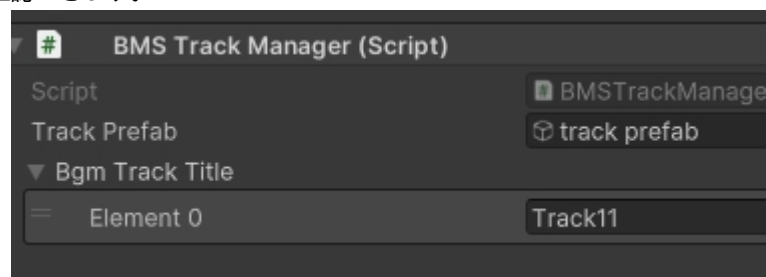 BMS Track Manager (Script)
Script BMSTrackManage
Track Prefab track prefab
Bgm Track Title
Element 0 Track11